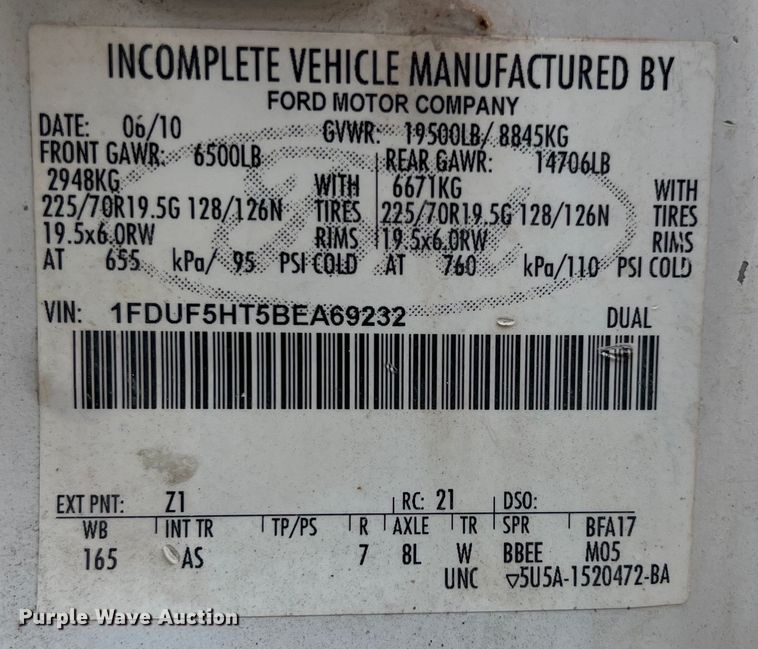 INCOMPLETE VEHICLE MANUFACTURED BY
FORD MOTOR COMPANY
DATE: 06/10 GVWR: 19500LB/ 8845KG
FRONT GAWR: 6500LB REAR GAWR: 14706LB
2948KG WITH 6671KG WITH
225/70R19.5G 128/126N TIRES 225/70R19.5G 128/126N TIRES
19.5x6.0RW RIMS 19.5x6.0RW RIMS
AT 655 kPa/ 95 PSI COLD AT 760 kPa/110 PSI COLD
VIN: 1FDUF5HT5BEA69232 DUAL
EXT PNT: Z1 RC: 21 DSO:
WB INT TR TP/PS R AXLE TR SPR BFA17
165 AS 7 8L W BBEE M05
UNC ▽5U5A-1520472-BA
Purple Wave Auction